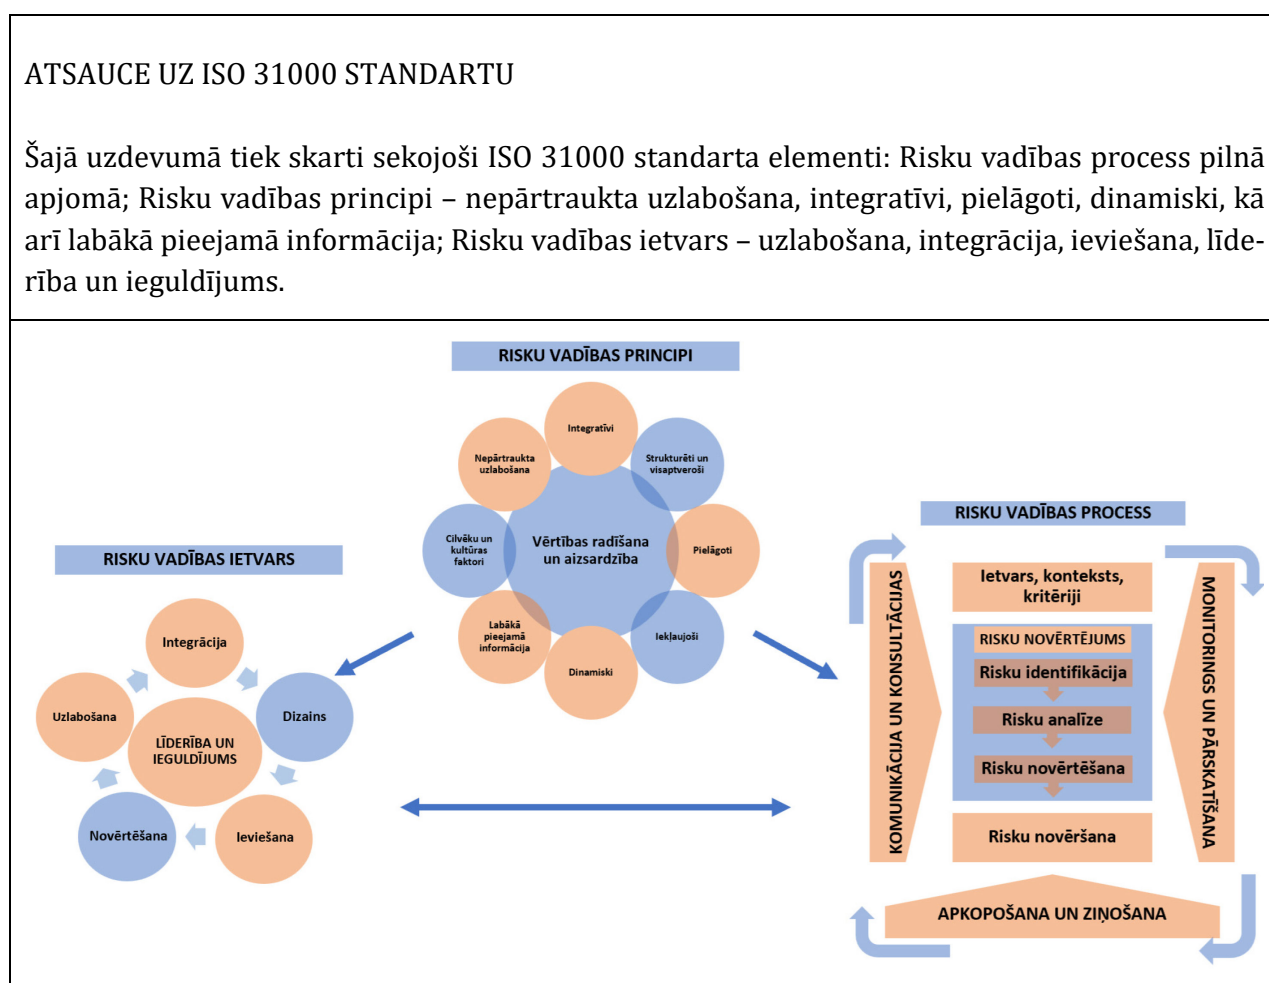 ATSAUCE UZ ISO 31000 STANDARTU
Šajā uzdevumā tiek skarti sekojoši ISO 31000 standarta elementi: Risku vadības process pilnā
apjomā; Risku vadības principi – nepārtraukta uzlabošana, integratīvi, pielāgoti, dinamiski, kā
arī labākā pieejamā informācija; Risku vadības ietvars – uzlabošana, integrācija, ieviešana, līde-
rība un ieguldījums.
RISKU VADĪBAS PRINCIPI
Integratīvi
Nepārtraukta
uzlabošana
Strukturēti un
visaptveroši
Cilvēku un
kultūras
faktori
Vērtības radīšana
un aizsardzība
Pielāgoti
Labākā
pieejamā
informācija
Iekļaujoši
Dinamiski
RISKU VADĪBAS IETVARS
Integrācija
Uzlabošana
Dizains
LĪDERĪBA UN
IEGULDĪJUMS
Novērtēšana
Ieviešana
RISKU VADĪBAS PROCESS
KOMUNIKĀCIJA UN KONSULTĀCIJAS
Ietvars, konteksts,
kritēriji
RISKU NOVĒRTĒJUMS
Risku identifikācija
Risku analīze
Risku novērtēšana
Risku novēršana
MONITORINGS UN PĀRSKATĪŠANA
APKOPOŠANA UN ZIŅOŠANA